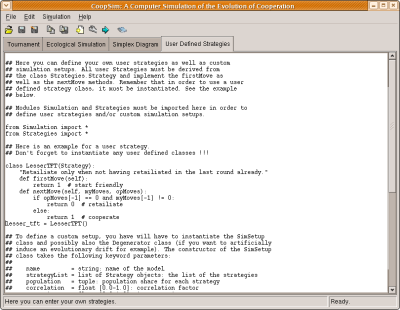 CoopSim: A Computer Simulation of the Evolution of Cooperation
File Edit Simulation Help
Tournament Ecological Simulation Simplex Diagram User Defined Strategies
## Here you can define your own user strategies as well as custom
## simulation setups. All user Strategies must be derived from
## the class Strategies.Strategy and implement the firstMove as
## well as the nextMove methods. Remember that in order to use a user
## defined strategy class, it must be instantiated. See the example
## below.
## Modules Simulation and Strategies must be imported here in order to
## define user strategies and/or custom simulation setups.
from Simulation import *
from Strategies import *
## Here is an example for a user strategy.
## Don't forget to instantiate any user defined classes !!!
class LesserTFT(Strategy):
"Retaliate only when not having retaliated in the last round already."
def firstMove(self):
return 1 # start friendly
def nextMove(self, myMoves, opMoves):
if opMoves[-1] == 0 and myMoves[-1] != 0:
return 0 # retaliate
else:
return 1 # cooperate
lesser_tft = LesserTFT()
## To define a custom setup, you have will have to instantiate the SimSetup
## class and possibly also the Degenerator class (if you want to artificially
## induce an evolutionary drift for example). The constructor of the SimSetup
## class takes the following keyword parameters:
##
## name = string: name of the model
## strategyList = list of Strategy objects: the list of the strategies
## population = tuple: population share for each strategy
## correlation = float [0.0-1.0]: correlation factor
Here you can enter your own strategies. Ready.